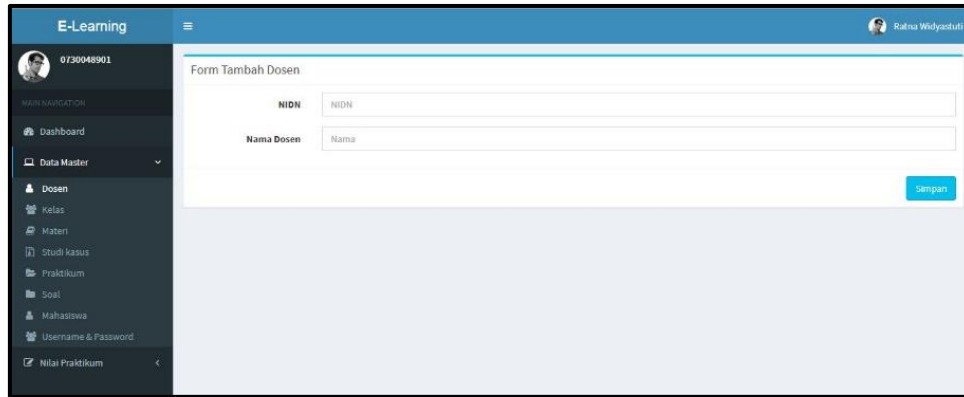 E-Learning
Ratna Widyastuti
0730048901
MAIN NAVIGATION
Dashboard
Data Master
Dosen
Kelas
Materi
Studi kasus
Praktikum
Soal
Mahasiswa
Username & Password
Nilai Praktikum
Form Tambah Dosen
NIDN NIDN
Nama Dosen Nama
Simpan